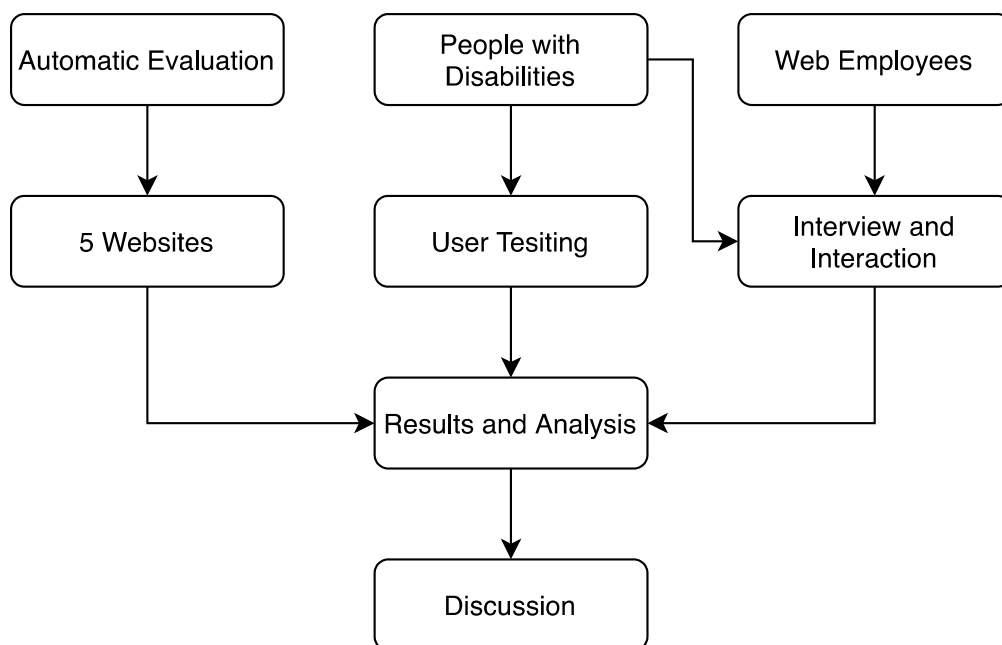 Automatic Evaluation
People with
Disabilities
Web Employees
5 Websites
User Tesiting
Interview and
Interaction
Results and Analysis
Discussion